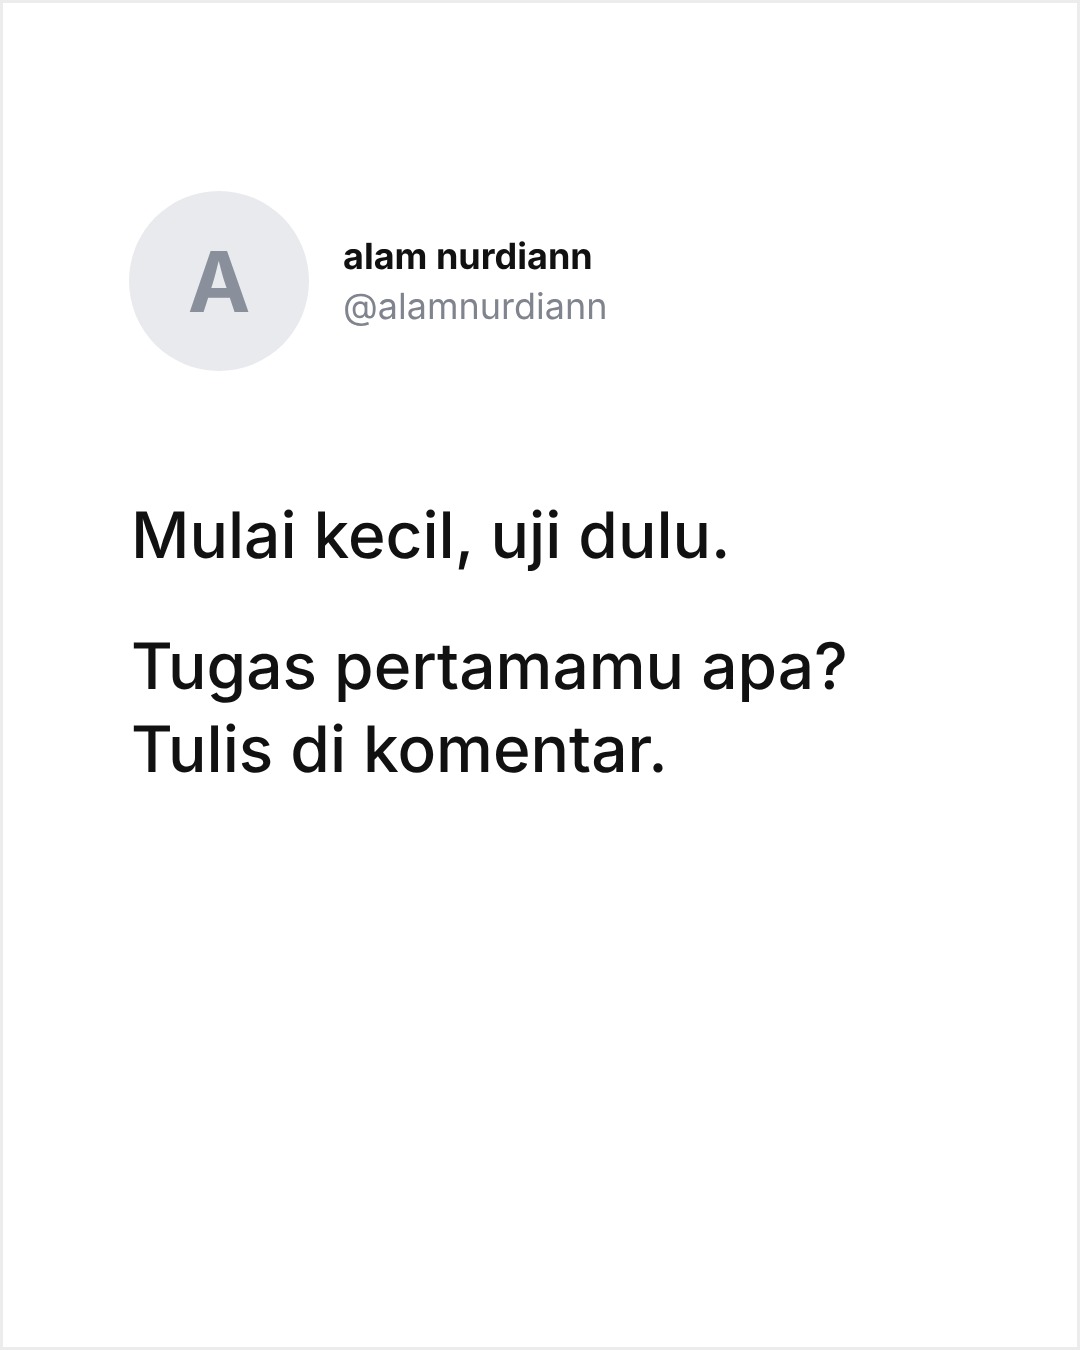 A
alam nurdiann
@alamnurdiann
Mulai kecil, uji dulu.
Tugas pertamamu apa?
Tulis di komentar.